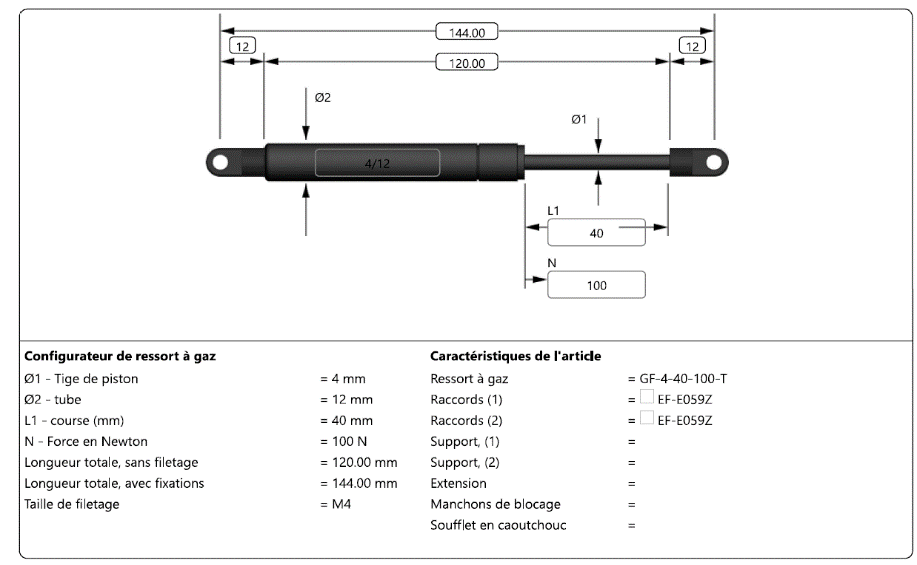 144.00
12
12
120.00
Ø2
Ø1
4/12
L1
40
N
100
Configurateur de ressort à gaz
Ø1 - Tige de piston = 4 mm
Ø2 - tube = 12 mm
L1 - course (mm) = 40 mm
N - Force en Newton = 100 N
Longueur totale, sans filetage = 120.00 mm
Longueur totale, avec fixations = 144.00 mm
Taille de filetage = M4
Caractéristiques de l'article
Ressort à gaz = GF-4-40-100-T
Raccords (1) = EF-E059Z
Raccords (2) = EF-E059Z
Support, (1) =
Support, (2) =
Extension =
Manchons de blocage =
Soufflet en caoutchouc =